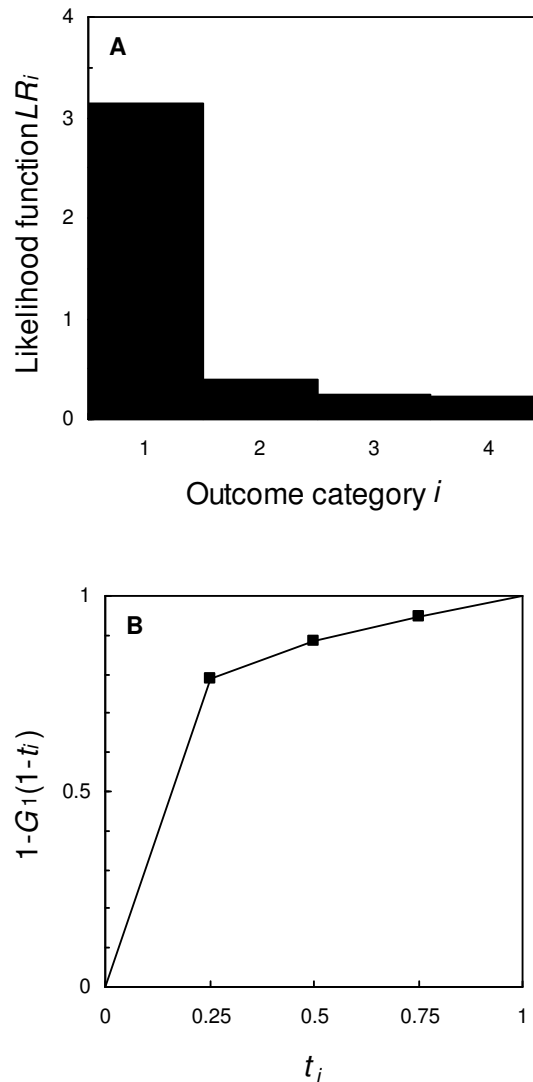 4
A
3
2
1
0
Likelihood function LRi
1 2 3 4
Outcome category i
1
B
0.5
0
1-G1(1-ti)
0 0.25 0.5 0.75 1
ti